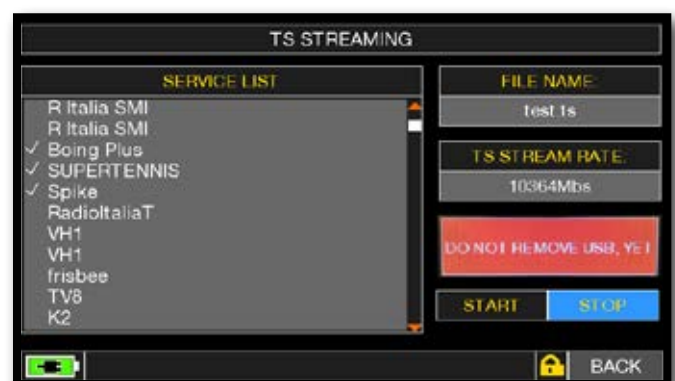 TS STREAMING
SERVICE LIST
R Italia SMI
R Italia SMI
✓ Boing Plus
✓ SUPERTENNIS
✓ Spike
RadioItaliaT
VH1
VH1
frisbee
TV8
K2
FILE NAME:
test.ts
TS STREAM RATE:
10364Mbs
DO NOT REMOVE USB, YET
START
STOP
BACK